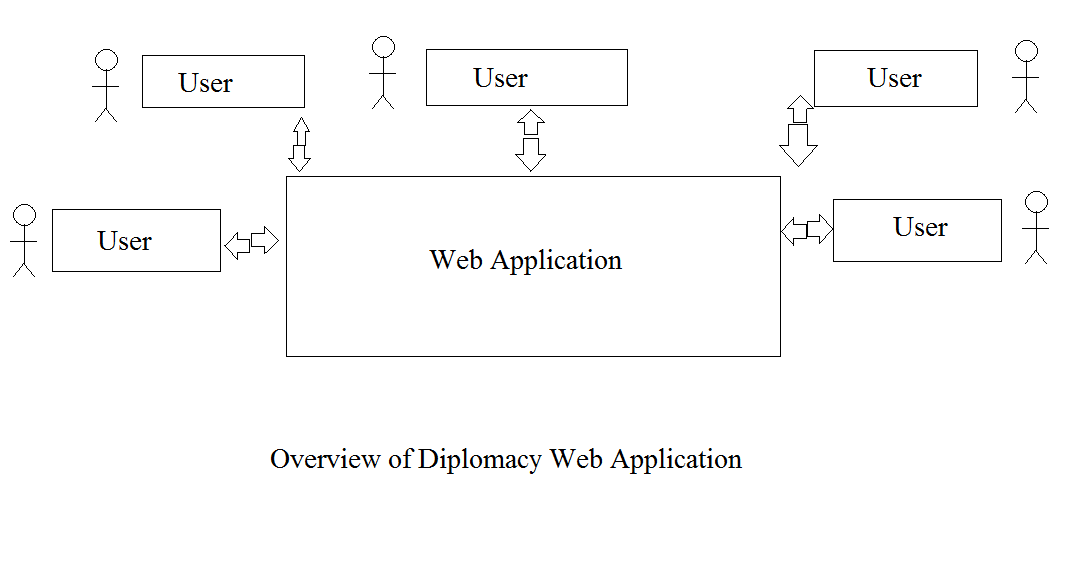 User
User
User
User
User
Web Application
Overview of Diplomacy Web Application